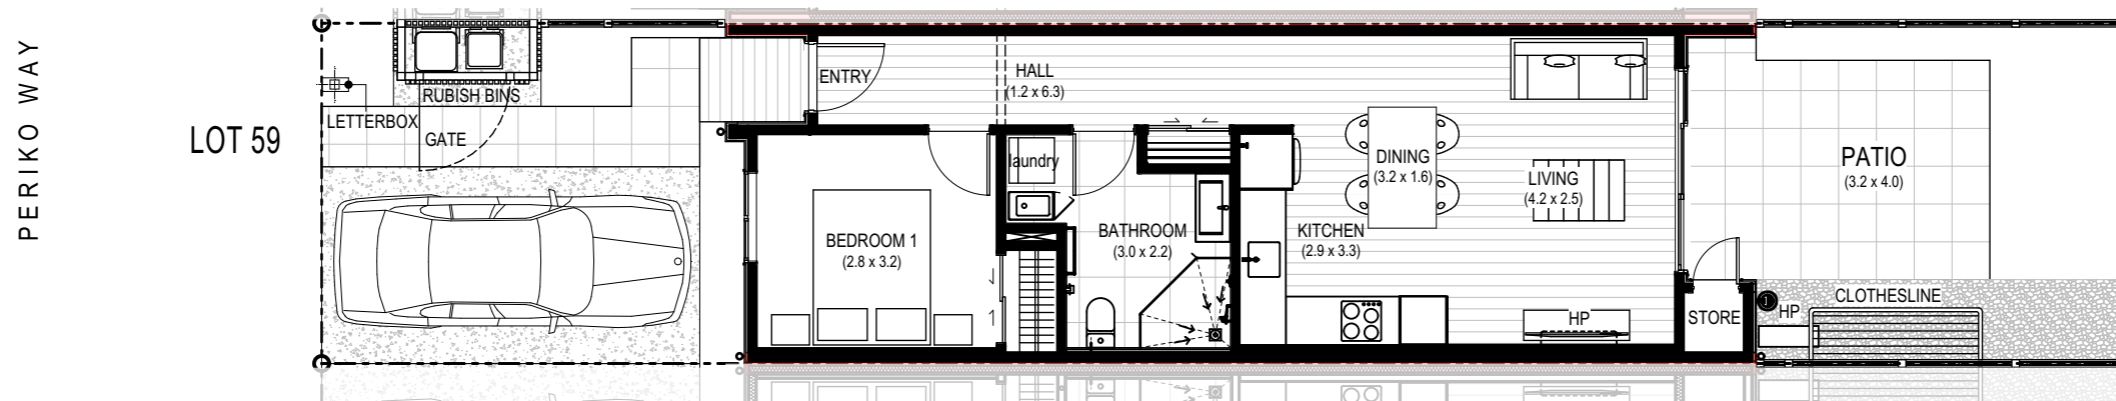 PERIKO WAY
LOT 59
RUBISH BINS
LETTERBOX
GATE
ENTRY
HALL
(1.2 x 6.3)
laundry
BEDROOM 1
(2.8 x 3.2)
BATHROOM
(3.0 x 2.2)
KITCHEN
(2.9 x 3.3)
DINING
(3.2 x 1.6)
LIVING
(4.2 x 2.5)
HP
PATIO
(3.2 x 4.0)
STORE
HP
CLOTHESLINE